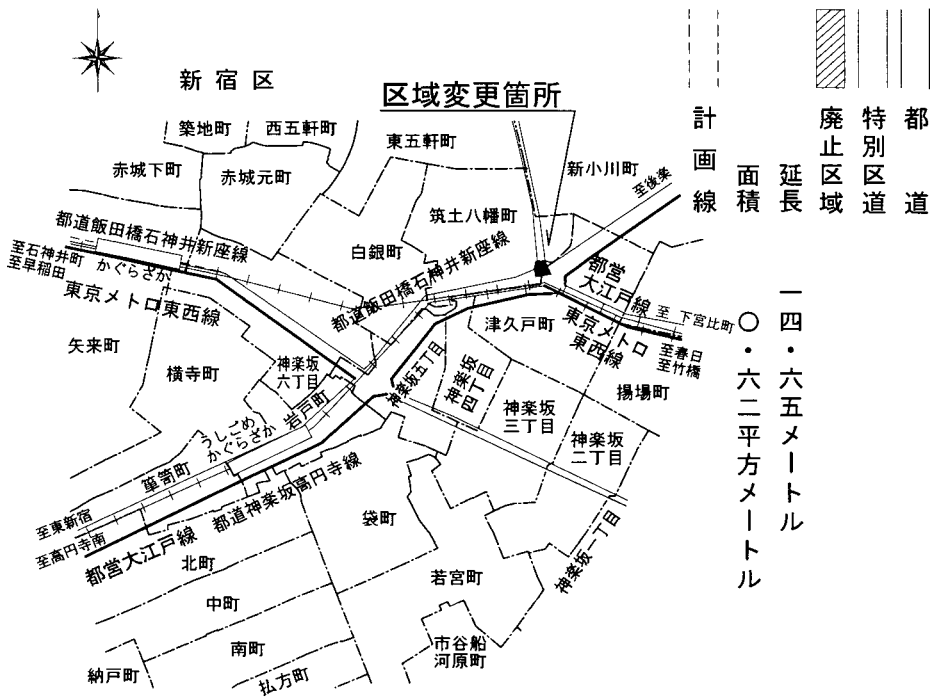 都道
特別区道
廃止区域
延長 一四・六五メートル
面積 〇・六二平方メートル
計画線
新宿区
区域変更箇所
築地町
西五軒町
東五軒町
新小川町
至後楽
赤城下町
赤城元町
筑土八幡町
白銀町
都道飯田橋石神井新座線
都道飯田橋石神井新座線
至石神井町
至早稲田
かぐらざか
東京メトロ東西線
都営
大江戸線
至 下宮比町
東京メトロ
東西線
至春日
至竹橋
津久戸町
矢来町
横寺町
神楽坂
六丁目
岩戸町
神楽坂五丁目
神楽坂
四丁目
神楽坂
三丁目
神楽坂
二丁目
揚場町
うしごめ
かぐらざか
箪笥町
至東新宿
至高円寺南
都営大江戸線
都道神楽坂高円寺線
袋町
神楽坂一丁目
北町
若宮町
中町
南町
市谷船
河原町
納戸町
払方町